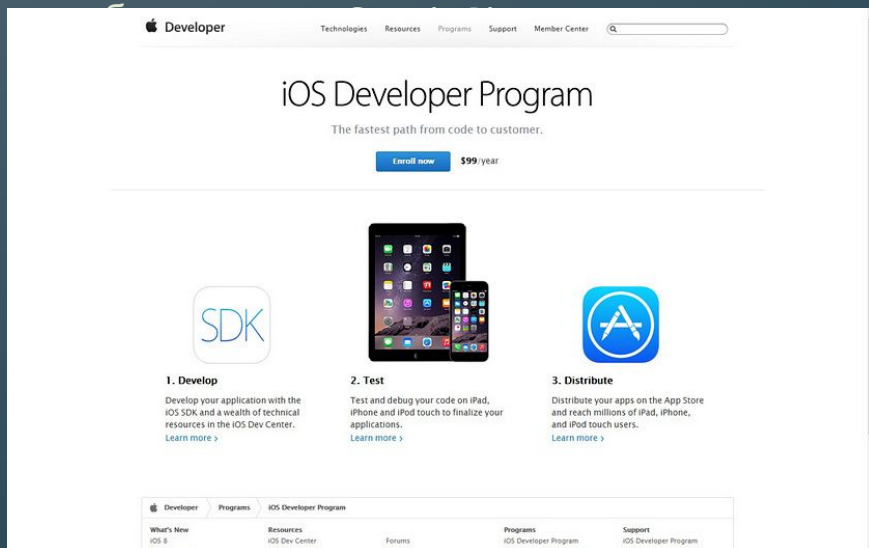 Developer
Technologies Resources Programs Support Member Center
iOS Developer Program
The fastest path from code to customer.
Enroll now $99/year
SDK
1. Develop
Develop your application with the
iOS SDK and a wealth of technical
resources in the iOS Dev Center.
Learn more ›
2. Test
Test and debug your code on iPad,
iPhone and iPod touch to finalize your
applications.
Learn more ›
3. Distribute
Distribute your apps on the App Store
and reach millions of iPad, iPhone,
and iPod touch users.
Learn more ›
Developer Programs iOS Developer Program
What's New Resources Programs Support
iOS 8 iOS Dev Center Forums iOS Developer Program iOS Developer Program